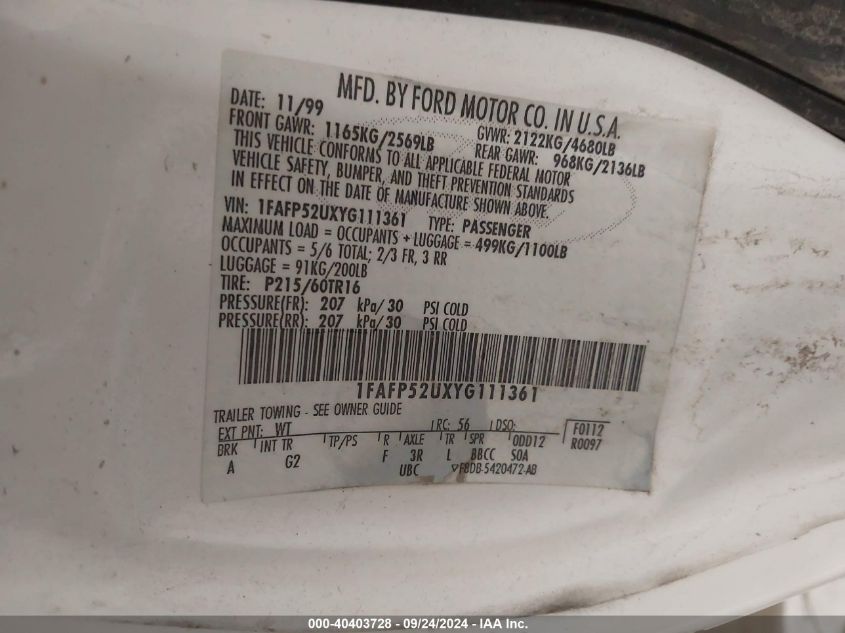 MFD. BY FORD MOTOR CO. IN U.S.A.
DATE: 11/99 GVWR: 2122KG/4680LB
FRONT GAWR: 1165KG/2569LB REAR GAWR: 968KG/2136LB
THIS VEHICLE CONFORMS TO ALL APPLICABLE FEDERAL MOTOR
VEHICLE SAFETY, BUMPER, AND THEFT PREVENTION STANDARDS
IN EFFECT ON THE DATE OF MANUFACTURE SHOWN ABOVE.
VIN: 1FAFP52UXYG111361 TYPE: PASSENGER
MAXIMUM LOAD = OCCUPANTS + LUGGAGE = 499KG/1100LB
OCCUPANTS = 5/6 TOTAL; 2/3 FR, 3 RR
LUGGAGE = 91KG/200LB
TIRE: P215/60TR16
PRESSURE(FR): 207 kPa/30 PSI COLD
PRESSURE(RR): 207 kPa/30 PSI COLD
1FAFP52UXYG111361
TRAILER TOWING - SEE OWNER GUIDE
EXT PNT: WT RC: 56 DSO: F0112
BRK INT TR TP/PS R AXLE TR SPR ODD12 R0097
A G2 F 3R L BBCC SOA
UBC F8DB-5420472-AB
000-40403728 - 09/24/2024 - IAA Inc.